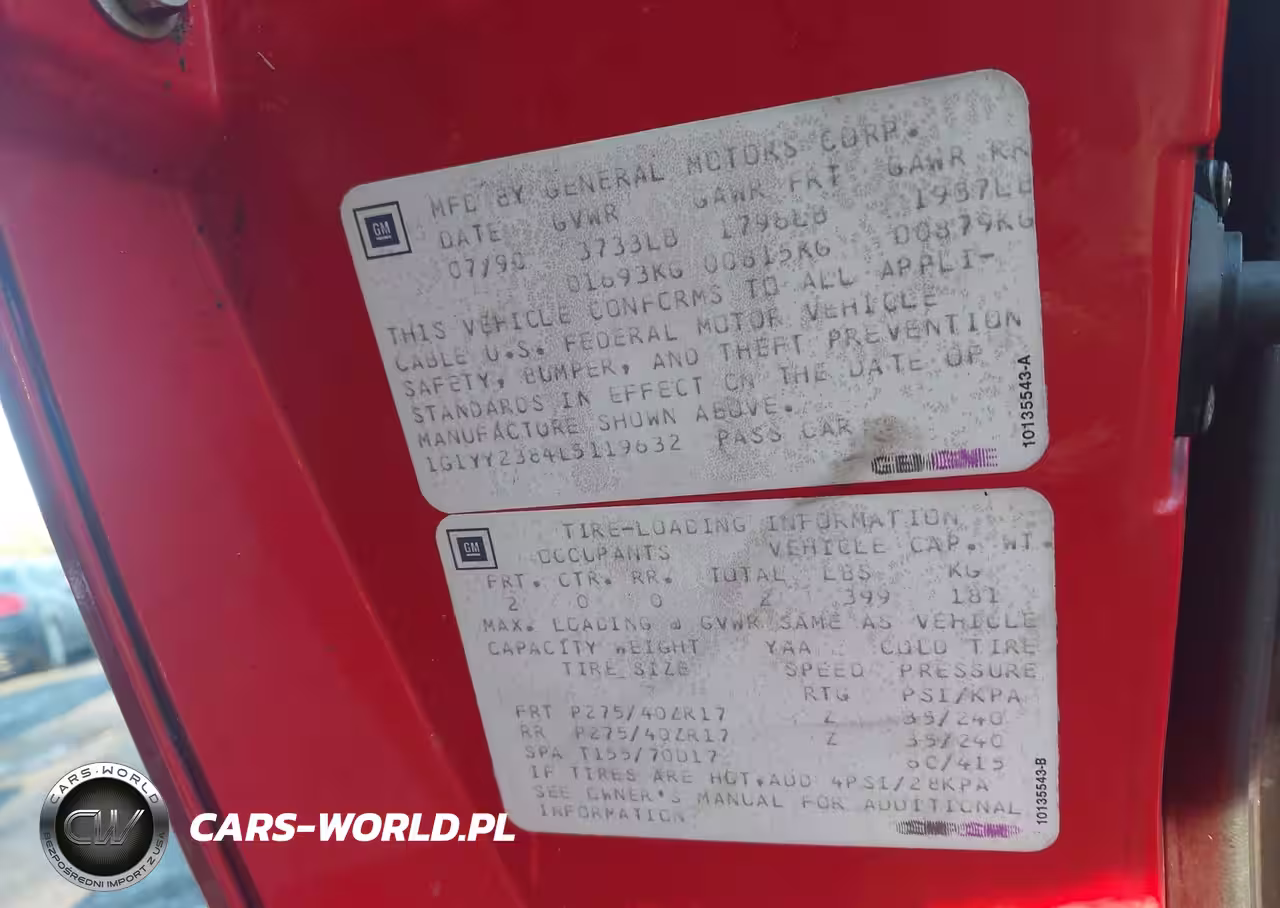 GM
MFD BY GENERAL MOTORS CORP.
DATE GVWR GAWR FRT GAWR RR
07/90 3733LB 1796LB 1937LB
01693KG 00815KG 00879KG
THIS VEHICLE CONFORMS TO ALL APPLI-
CABLE U.S. FEDERAL MOTOR VEHICLE
SAFETY, BUMPER, AND THEFT PREVENTION
STANDARDS IN EFFECT ON THE DATE OF
MANUFACTURE SHOWN ABOVE.
1G1YY2384L5119632 PASS CAR
10135543-A
GM
TIRE-LOADING INFORMATION
OCCUPANTS VEHICLE CAP. WT.
FRT. CTR. RR. TOTAL LBS KG
2 0 0 2 399 181
MAX. LOADING @ GVWR SAME AS VEHICLE
CAPACITY WEIGHT YAA COLD TIRE
TIRE SIZE SPEED PRESSURE
RTG PSI/KPA
FRT P275/40ZR17 Z 35/240
RR P275/40ZR17 Z 35/240
SPA T155/70D17 60/415
IF TIRES ARE HOT, ADD 4PSI/28KPA
SEE OWNER'S MANUAL FOR ADDITIONAL
INFORMATION
10135543-B
CARS-WORLD
CW
BEZPOŚREDNI IMPORT Z USA
CARS-WORLD.PL